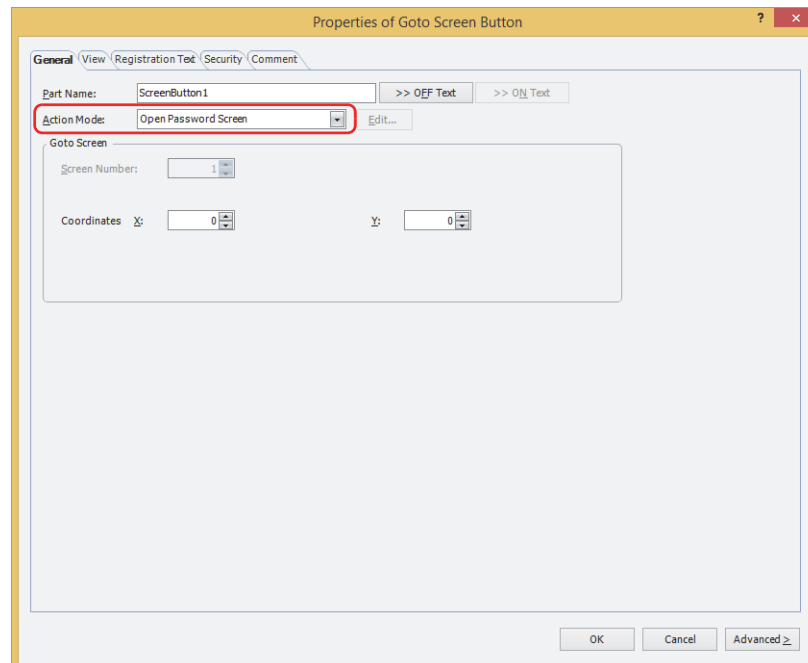 Properties of Goto Screen Button ? ×
General View Registration Text Security Comment
Part Name: ScreenButton1 >> OFF Text >> ON Text
Action Mode: Open Password Screen Edit...
Goto Screen
Screen Number: 1
Coordinates X: 0 Y: 0
OK Cancel Advanced >